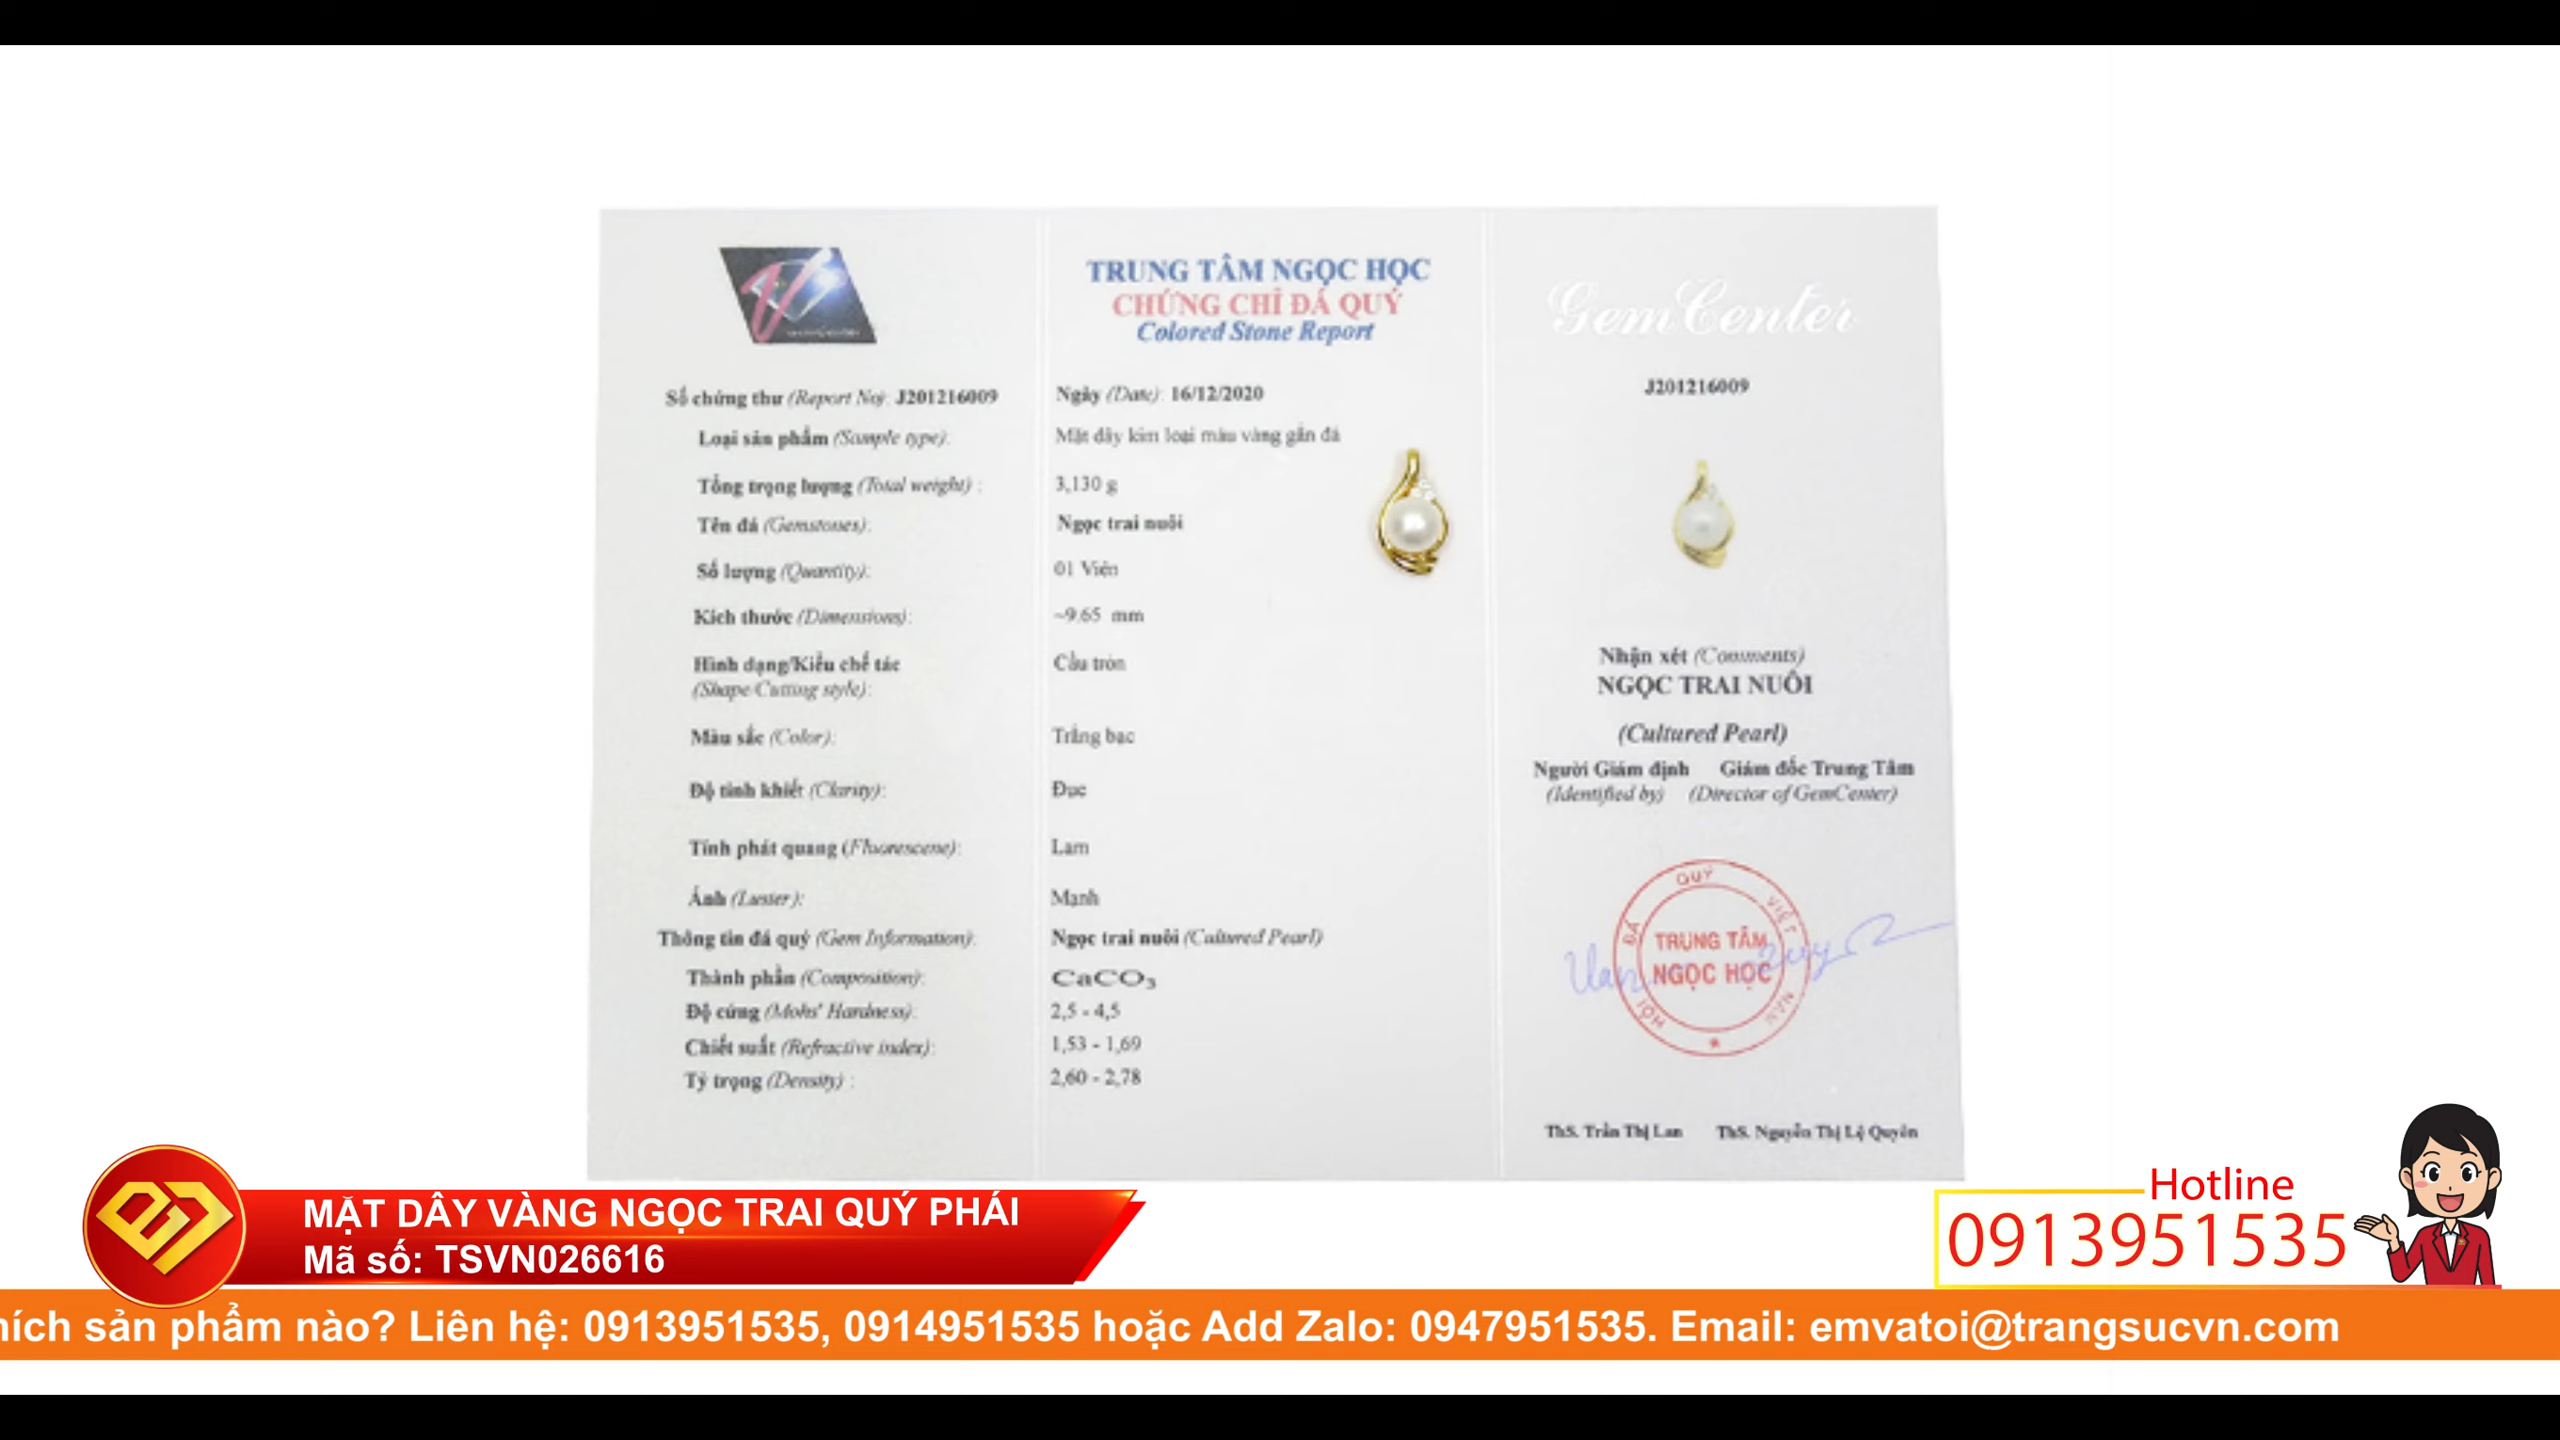 TRUNG TÂM NGỌC HỌC
CHỨNG CHỈ ĐÁ QUÝ
Colored Stone Report
Số chứng thư (Report No): J201216009
Ngày (Date): 16/12/2020
Loại sản phẩm (Sample type):
Mặt dây kim loại màu vàng gắn đá
Tổng trọng lượng (Total weight) :
3,130 g
Tên đá (Gemstones):
Ngọc trai nuôi
Số lượng (Quantity):
01 Viên
Kích thước (Dimensions):
~9.65 mm
Hình dạng/Kiểu chế tác
(Shape/Cutting style):
Cầu tròn
Màu sắc (Color):
Trắng bạc
Độ tinh khiết (Clarity):
Đục
Tính phát quang (Fluorescene):
Lam
Ánh (Luster):
Mạnh
Thông tin đá quý (Gem Information):
Ngọc trai nuôi (Cultured Pearl)
Thành phần (Composition):
CaCO₃
Độ cứng (Mohs' Hardness):
2,5 - 4,5
Chiết suất (Refractive index):
1,53 - 1,69
Tỷ trọng (Density) :
2,60 - 2,78
GemCenter
J201216009
Nhận xét (Comments)
NGỌC TRAI NUÔI
(Cultured Pearl)
Người Giám định Giám đốc Trung Tâm
(Identified by) (Director of GemCenter)
HỘI ĐÁ QUÝ VIỆT NAM
TRUNG TÂM
NGỌC HỌC
ThS. Trần Thị Lan ThS. Nguyễn Thị Lệ Quyên
MẶT DÂY VÀNG NGỌC TRAI QUÝ PHÁI
Mã số: TSVN026616
Hotline
0913951535
hích sản phẩm nào? Liên hệ: 0913951535, 0914951535 hoặc Add Zalo: 0947951535. Email: emvatoi@trangsucvn.com